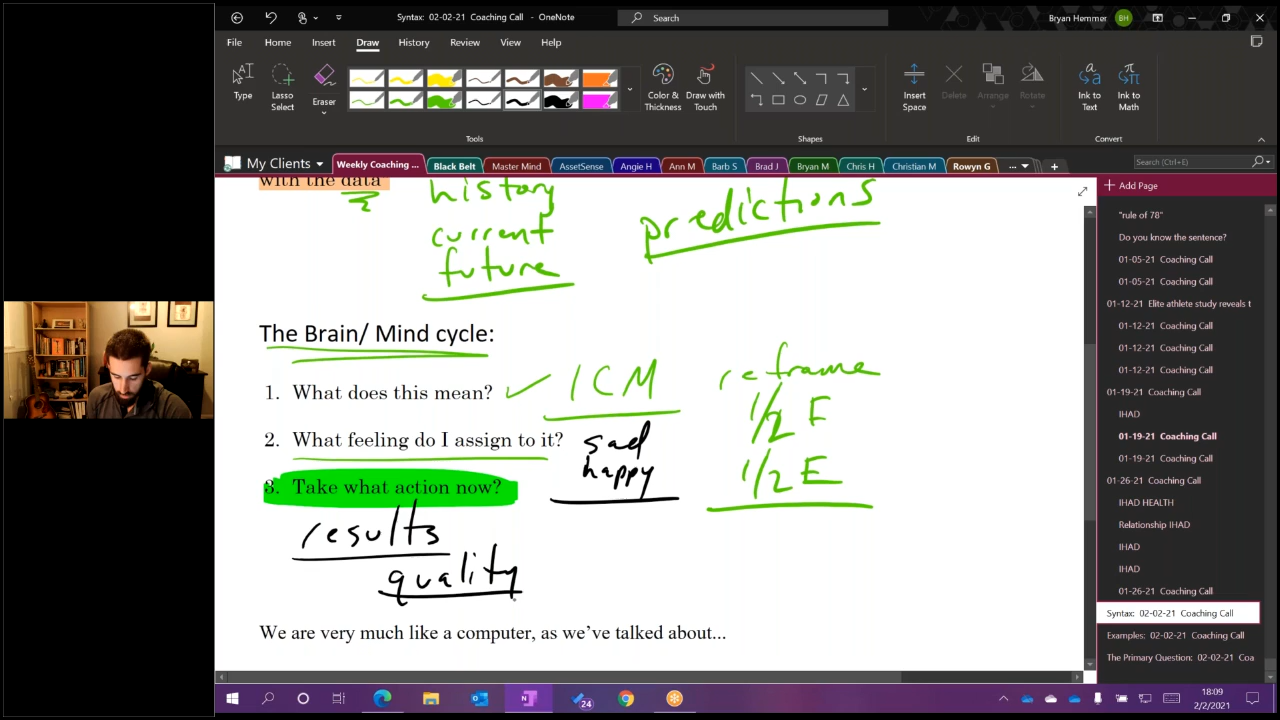 Syntax: 02-02-21 Coaching Call - OneNote
Search
Bryan Hemmer
BH
File Home Insert Draw History Review View Help
Type
Lasso Select
Eraser
Color & Thickness
Draw with Touch
Insert Space
Delete
Arrange
Rotate
Ink to Text
Ink to Math
Tools
Shapes
Edit
Convert
My Clients
Weekly Coaching ...
Black Belt
Master Mind
AssetSense
Angie H
Ann M
Barb S
Brad J
Bryan M
Chris H
Christian M
Rowyn G
...
Search (Ctrl+E)
with the data
history
current
future
predictions
The Brain/ Mind cycle:
1. What does this mean? ICM
2. What feeling do I assign to it? sad
happy
reframe
1/2 F
1/2 E
3. Take what action now?
results
quality
We are very much like a computer, as we've talked about...
Add Page
"rule of 78"
Do you know the sentence?
01-05-21 Coaching Call
01-05-21 Coaching Call
01-12-21 Elite athlete study reveals t
01-12-21 Coaching Call
01-12-21 Coaching Call
01-12-21 Coaching Call
01-19-21 Coaching Call
IHAD
01-19-21 Coaching Call
01-19-21 Coaching Call
01-26-21 Coaching Call
IHAD HEALTH
Relationship IHAD
IHAD
IHAD
01-26-21 Coaching Call
Syntax: 02-02-21 Coaching Call
Examples: 02-02-21 Coaching Call
The Primary Question: 02-02-21 Coa
24
18:09
2/2/2021